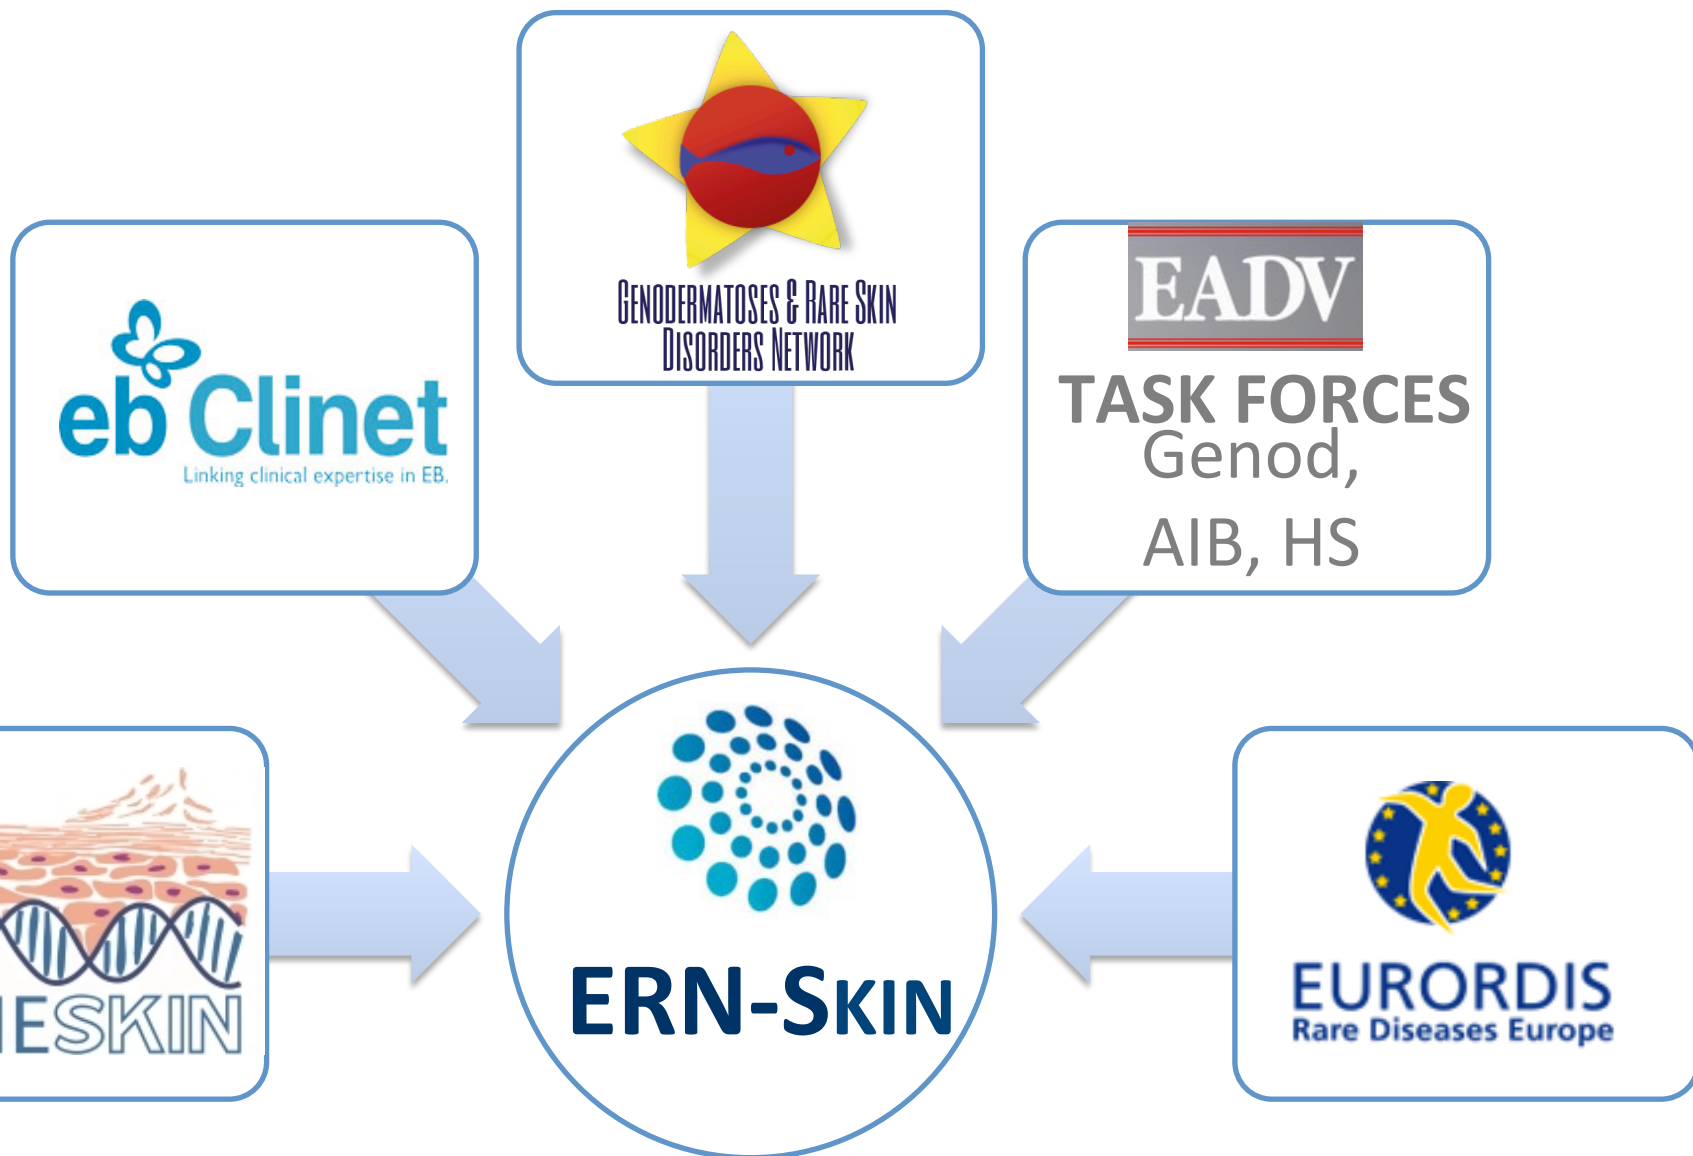 GENODERMATOSES & RARE SKIN
DISORDERS NETWORK
eb Clinet
Linking clinical expertise in EB.
EADV
TASK FORCES
Genod,
AIB, HS
ESKIN
ERN-SKIN
EURORDIS
Rare Diseases Europe